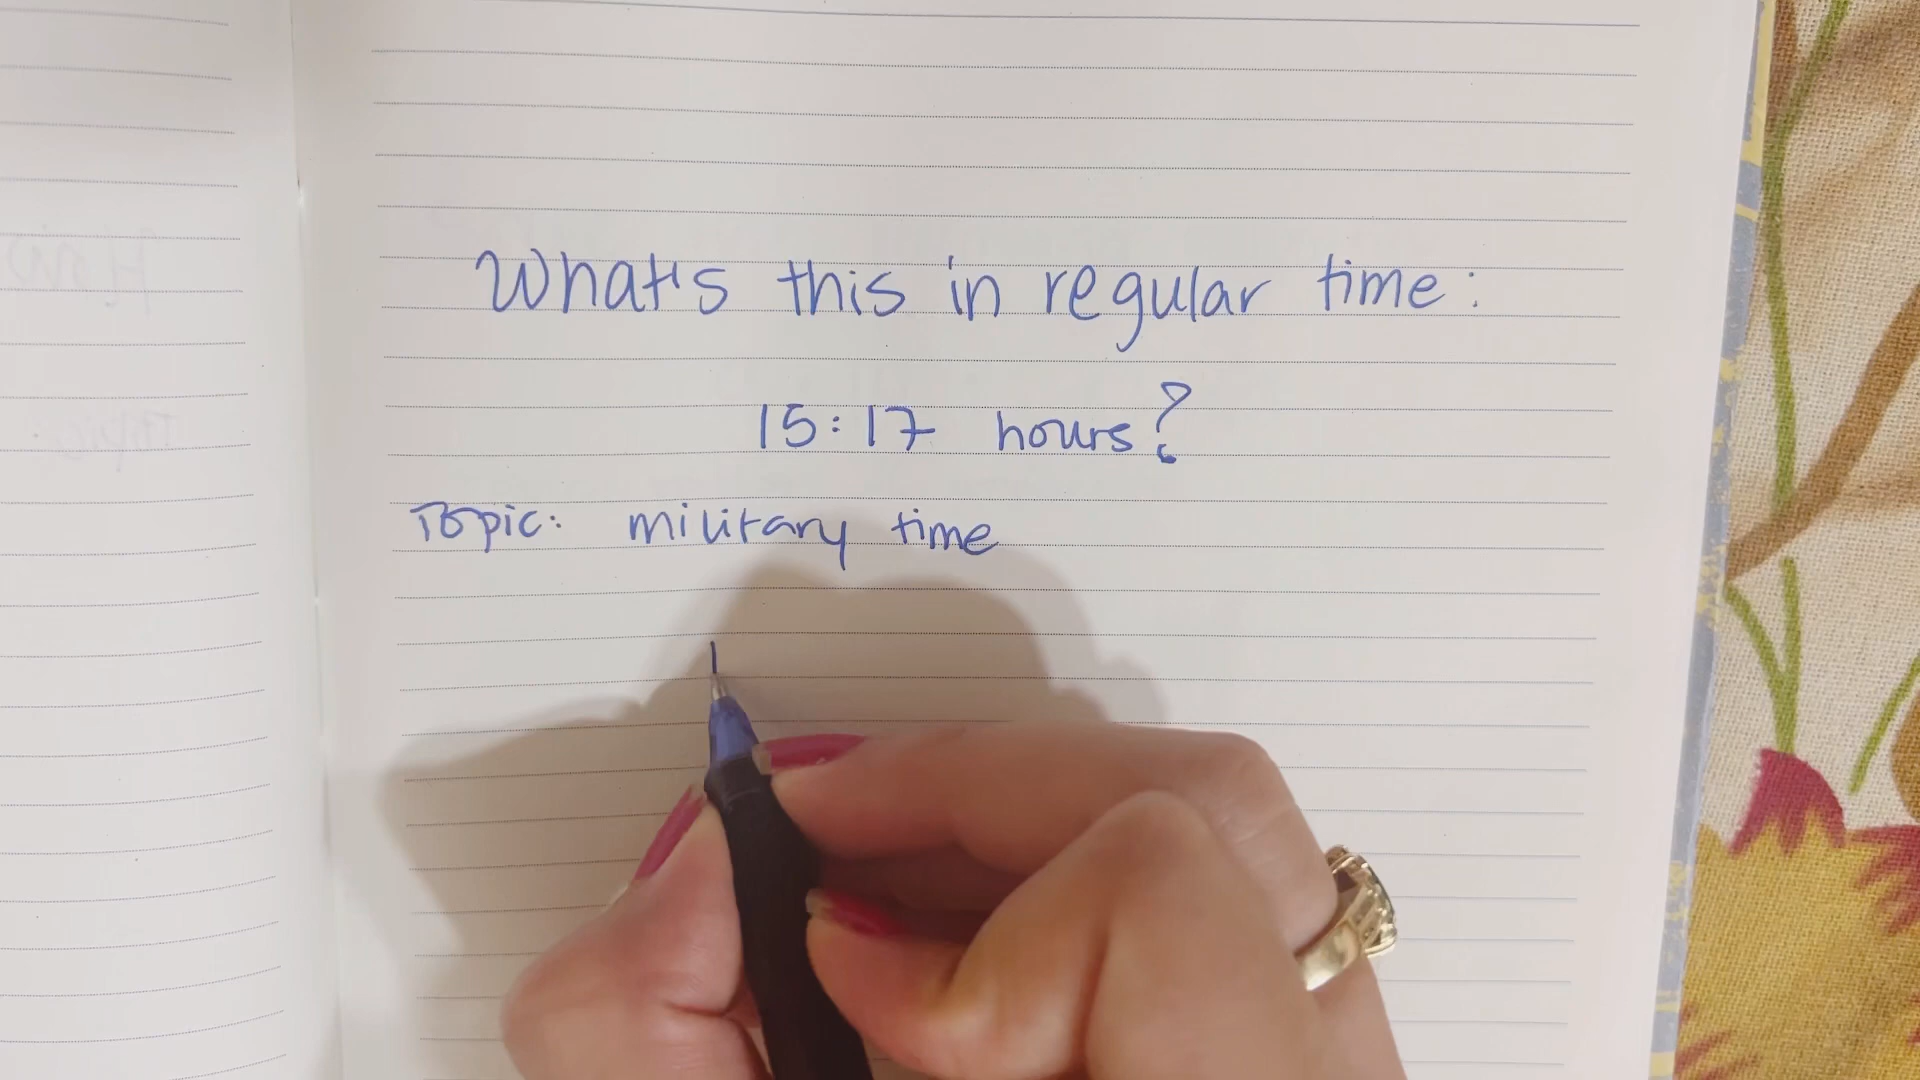 What's this in regular time:
15:17 hours?
Topic: military time